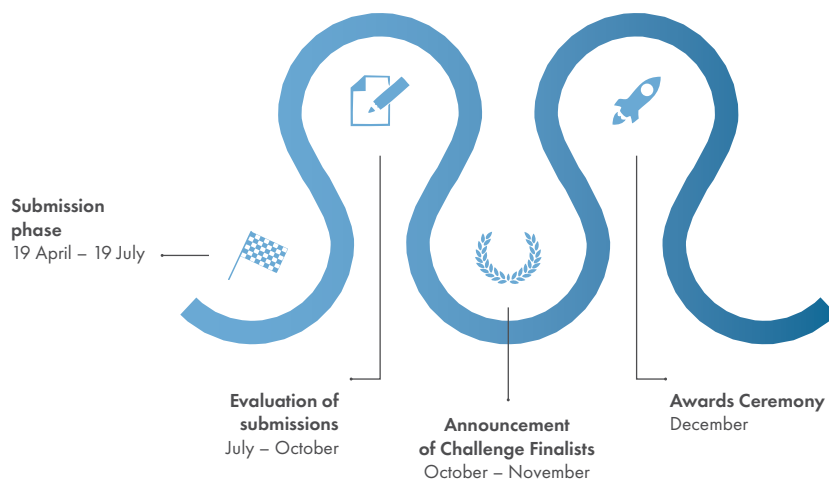 Submission
phase
19 April – 19 July
Evaluation of
submissions
July – October
Announcement
of Challenge Finalists
October – November
Awards Ceremony
December